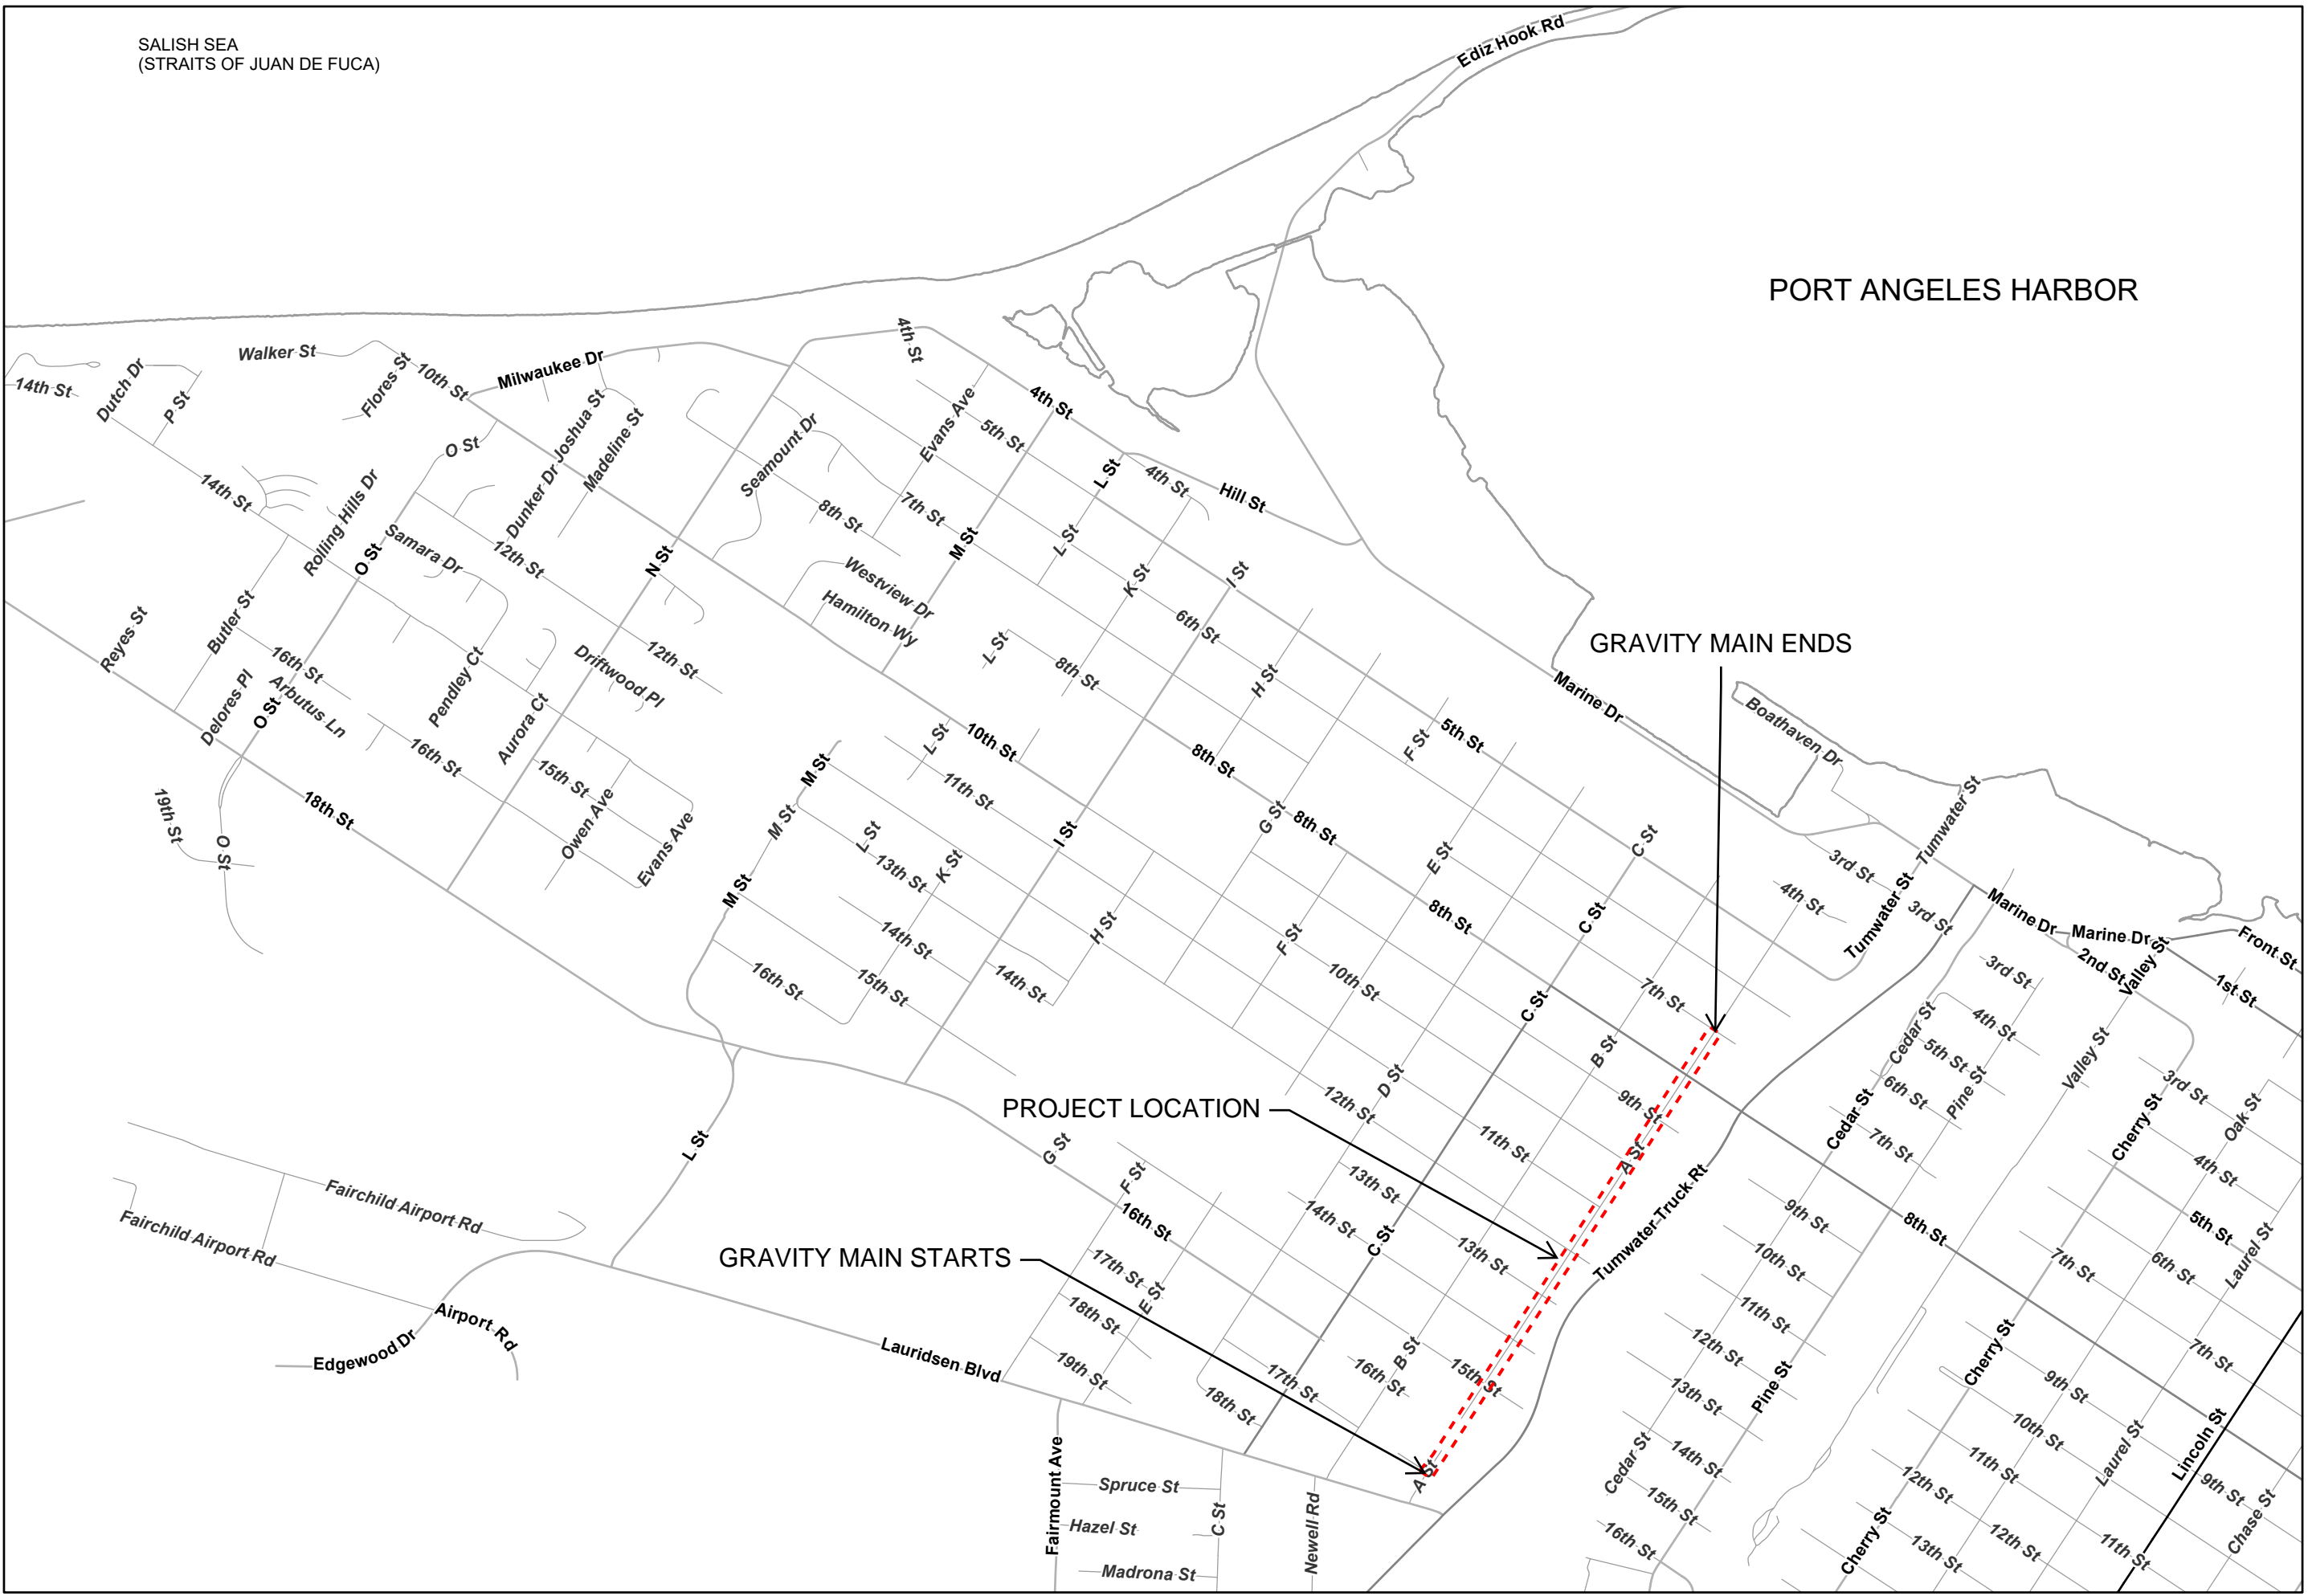 SALISH SEA
(STRAITS OF JUAN DE FUCA)
Ediz Hook Rd
PORT ANGELES HARBOR
4th St
Walker St
Flores St
10th St
Milwaukee Dr
14th St
Dutch Dr
P St
Joshua St
Madeline St
Evans Ave
4th St
5th St
Seamount Dr
O St
Dunker Dr
L St
4th St
Hill St
14th St
Rolling Hills Dr
8th St
7th St
M St
L St
Samara Dr
12th St
O St
N St
Westview Dr
K St
I St
Hamilton Wy
6th St
Reyes St
Butler St
16th St
12th St
L St
8th St
H St
GRAVITY MAIN ENDS
Driftwood Pl
Delores Pl
Arbutus Ln
O St
Pendley Ct
Aurora Ct
Marine Dr
Boathaven Dr
16th St
L St
10th St
8th St
F St
5th St
15th St
M St
11th St
19th St
18th St
Owen Ave
M St
L St
I St
G St
8th St
C St
Tumwater St
O St
Evans Ave
13th St
K St
E St
3rd St
M St
H St
8th St
C St
4th St
Tumwater St
3rd St
Marine Dr
Marine Dr
Front St
14th St
F St
16th St
15th St
14th St
10th St
7th St
3rd St
2nd St
Valley St
1st St
C St
Cedar St
4th St
B St
5th St
Valley St
D St
12th St
9th St
6th St
Pine St
3rd St
PROJECT LOCATION
Oak St
Cedar St
7th St
Cherry St
L St
G St
11th St
A St
F St
13th St
4th St
Fairchild Airport Rd
Fairchild Airport Rd
16th St
14th St
Tumwater Truck Rt
9th St
8th St
5th St
C St
13th St
GRAVITY MAIN STARTS
17th St
10th St
7th St
6th St
Laurel St
E St
18th St
11th St
Airport Rd
Edgewood Dr
Lauridsen Blvd
19th St
17th St
16th St
B St
15th St
12th St
Cherry St
7th St
18th St
13th St
Pine St
9th St
10th St
Fairmount Ave
Spruce St
A St
Cedar St
14th St
11th St
Laurel St
Lincoln St
9th St
Hazel St
C St
Newell Rd
15th St
12th St
Chase St
16th St
Cherry St
13th St
12th St
11th St
Madrona St